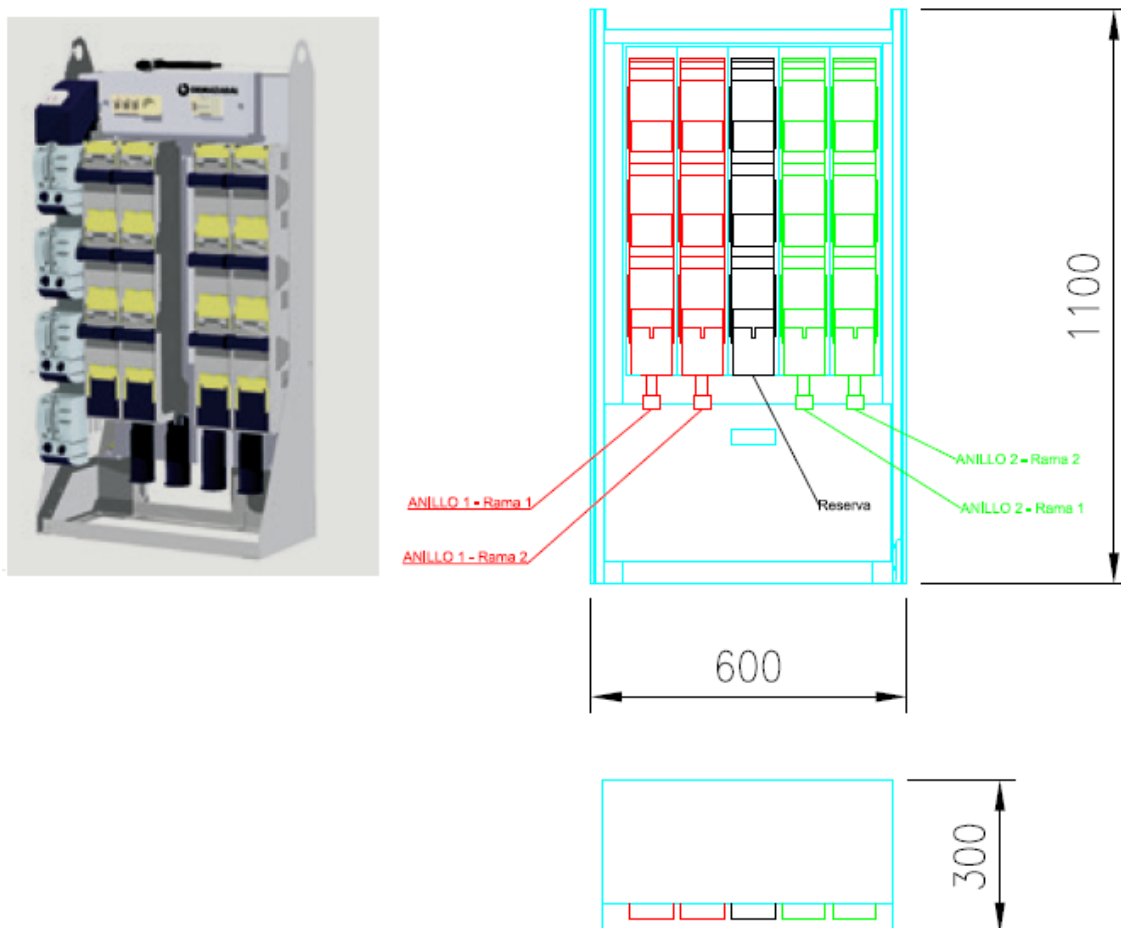 ORMAZABAL
ANILLO 1 - Rama 1
ANILLO 1 - Rama 2
Reserva
ANILLO 2 - Rama 2
ANILLO 2 - Rama 1
1100
600
300